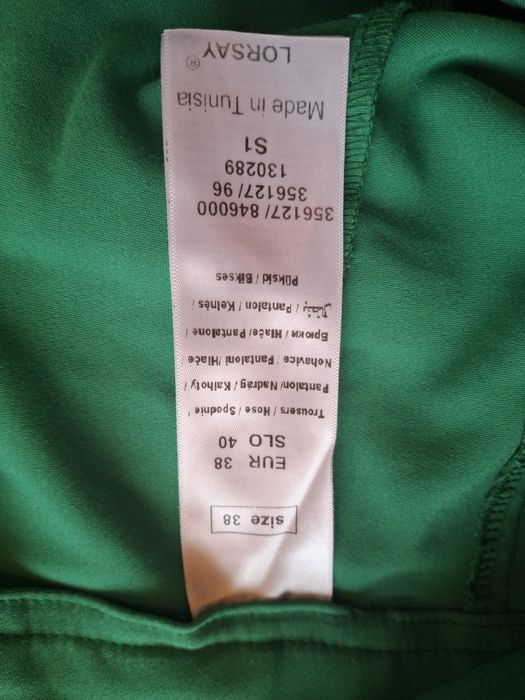 size 38
EUR 38
SLO 40
Trousers / Hose / Spodnie /
Pantalon/ Nadrág / Kalhoty /
Nohavice / Pantaloni /Hlače
Брюки / Hlače/ Pantalone /
بنطال / Pantalon / Kelnės /
Püksid / Bikses
356127/ 846000
356127/ 96
130289
S1
Made in Tunisia
LORSAY ®